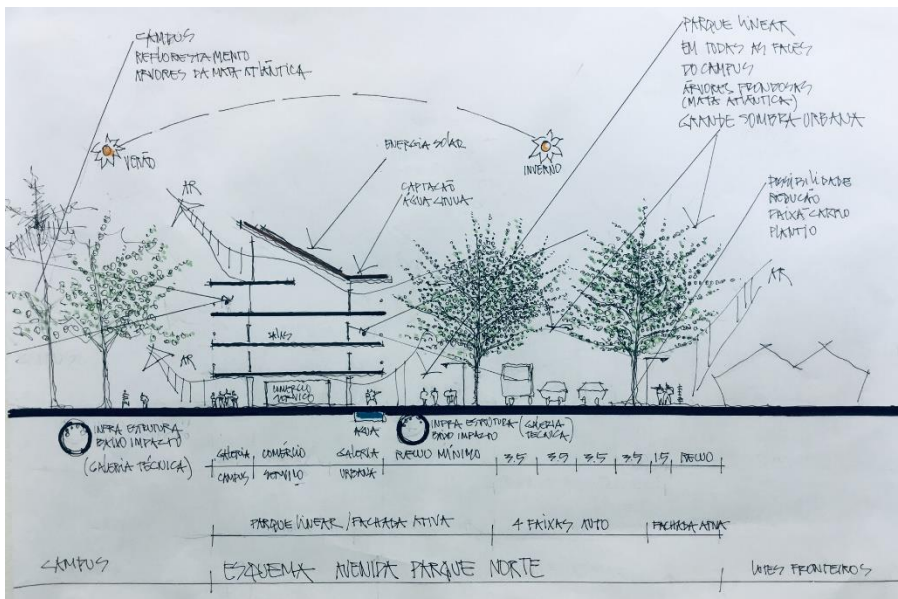 CAMPUS
REFLORESTAMENTO
ÁRVORES DA MATA ATLÂNTICA
PARQUE LINEAR
EM TODAS AS FACES
DO CAMPUS
ÁRVORES FRONDOSAS
(MATA ATLÂNTICA)
GRANDE SOMBRA URBANA
VERÃO
ENERGIA SOLAR
INVERNO
AR
CAPTAÇÃO
ÁGUA CHUVA
POSSIBILIDADE
REDUÇÃO
FAIXA CARRO
PLANTIO
AR
SALAS
AR
COMÉRCIO
SERVIÇO
INFRA ESTRUTURA
BAIXO IMPACTO
(GALERIA TÉCNICA)
ÁGUA
INFRA ESTRUTURA (GALERIA
BAIXO IMPACTO TÉCNICA)
GALERIA
CAMPUS
COMÉRCIO
SERVIÇO
GALERIA
URBANA
RECUO MÍNIMO
3.5
3.5
3.5
3.5
1.5
RECUO
PARQUE LINEAR / FACHADA ATIVA
4 FAIXAS AUTO
FACHADA ATIVA
CAMPUS
ESQUEMA AVENIDA PARQUE NORTE
LOTES FRONTEIROS